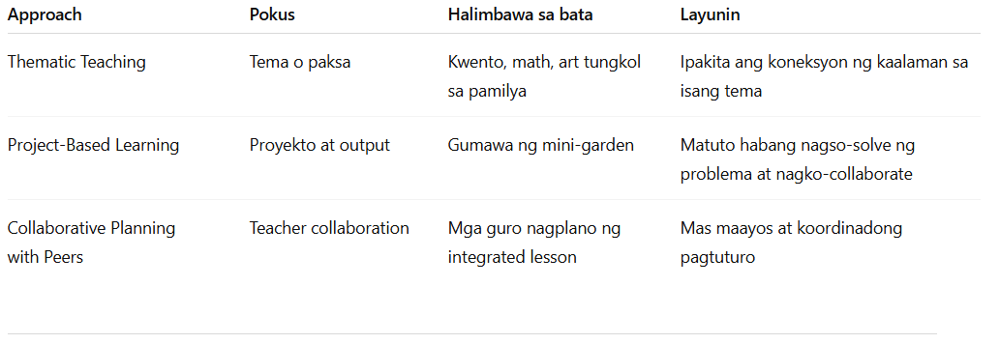 Approach Pokus Halimbawa sa bata Layunin
Thematic Teaching Tema o paksa Kwento, math, art tungkol Ipakita ang koneksyon ng kaalaman sa
sa pamilya isang tema
Project-Based Learning Proyekto at output Gumawa ng mini-garden Matuto habang nagso-solve ng
problema at nagko-collaborate
Collaborative Planning Teacher collaboration Mga guro nagplano ng Mas maayos at koordinadong
with Peers integrated lesson pagtuturo